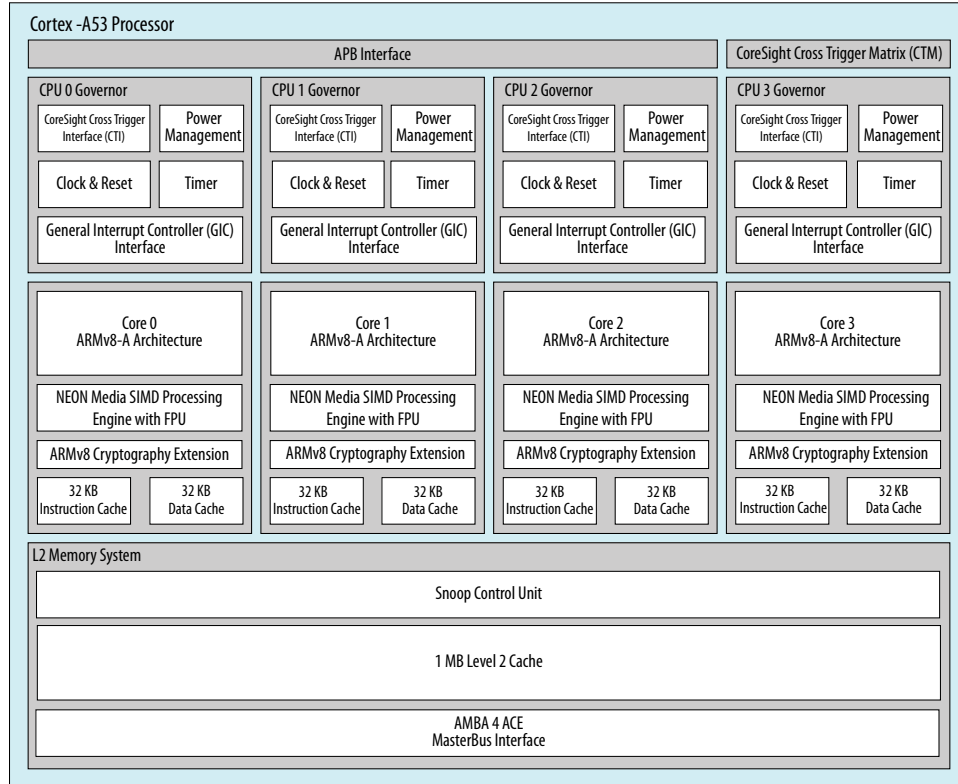 Cortex -A53 Processor
APB Interface
CoreSight Cross Trigger Matrix (CTM)
CPU 0 Governor
CoreSight Cross Trigger
Interface (CTI)
Power
Management
Clock & Reset
Timer
General Interrupt Controller (GIC)
Interface
CPU 1 Governor
CoreSight Cross Trigger
Interface (CTI)
Power
Management
Clock & Reset
Timer
General Interrupt Controller (GIC)
Interface
CPU 2 Governor
CoreSight Cross Trigger
Interface (CTI)
Power
Management
Clock & Reset
Timer
General Interrupt Controller (GIC)
Interface
CPU 3 Governor
CoreSight Cross Trigger
Interface (CTI)
Power
Management
Clock & Reset
Timer
General Interrupt Controller (GIC)
Interface
Core 0
ARMv8-A Architecture
NEON Media SIMD Processing
Engine with FPU
ARMv8 Cryptography Extension
32 KB
Instruction Cache
32 KB
Data Cache
Core 1
ARMv8-A Architecture
NEON Media SIMD Processing
Engine with FPU
ARMv8 Cryptography Extension
32 KB
Instruction Cache
32 KB
Data Cache
Core 2
ARMv8-A Architecture
NEON Media SIMD Processing
Engine with FPU
ARMv8 Cryptography Extension
32 KB
Instruction Cache
32 KB
Data Cache
Core 3
ARMv8-A Architecture
NEON Media SIMD Processing
Engine with FPU
ARMv8 Cryptography Extension
32 KB
Instruction Cache
32 KB
Data Cache
L2 Memory System
Snoop Control Unit
1 MB Level 2 Cache
AMBA 4 ACE
MasterBus Interface